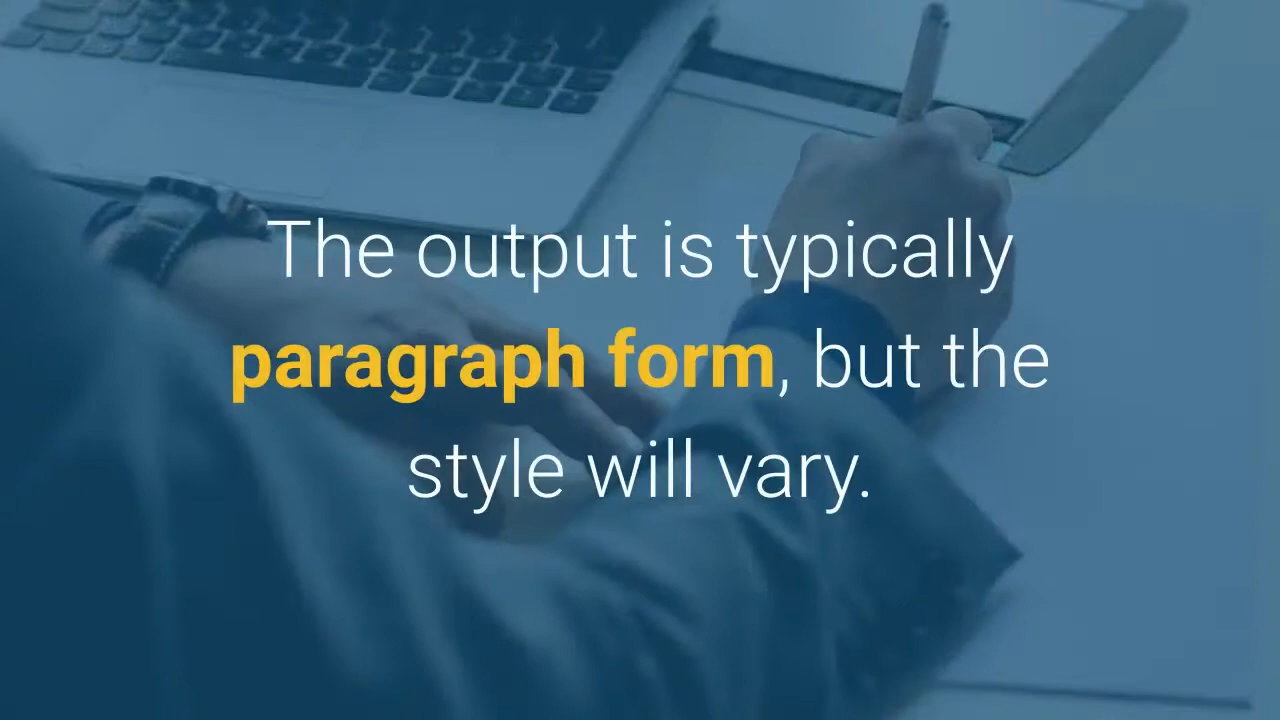 The output is typically
paragraph form, but the
style will vary.